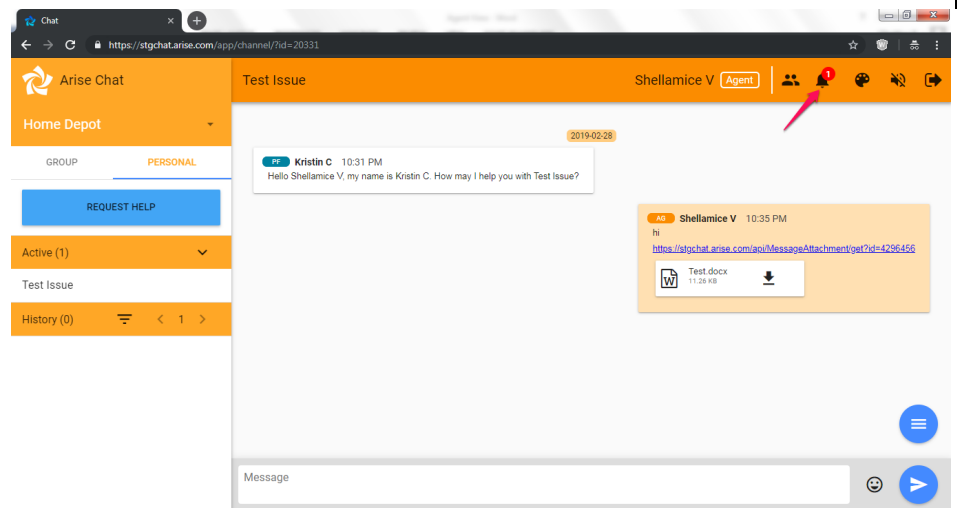 Chat
https://stgchat.arise.com/app/channel/?id=20331
Arise Chat
Test Issue
Shellamice V Agent
1
Home Depot
GROUP PERSONAL
REQUEST HELP
Active (1)
Test Issue
History (0) 1
2019-02-28
PF Kristin C 10:31 PM
Hello Shellamice V, my name is Kristin C. How may I help you with Test Issue?
AG Shellamice V 10:35 PM
hi
https://stgchat.arise.com/api/MessageAttachment/get?id=4296456
Test.docx
11.26 KB
Message